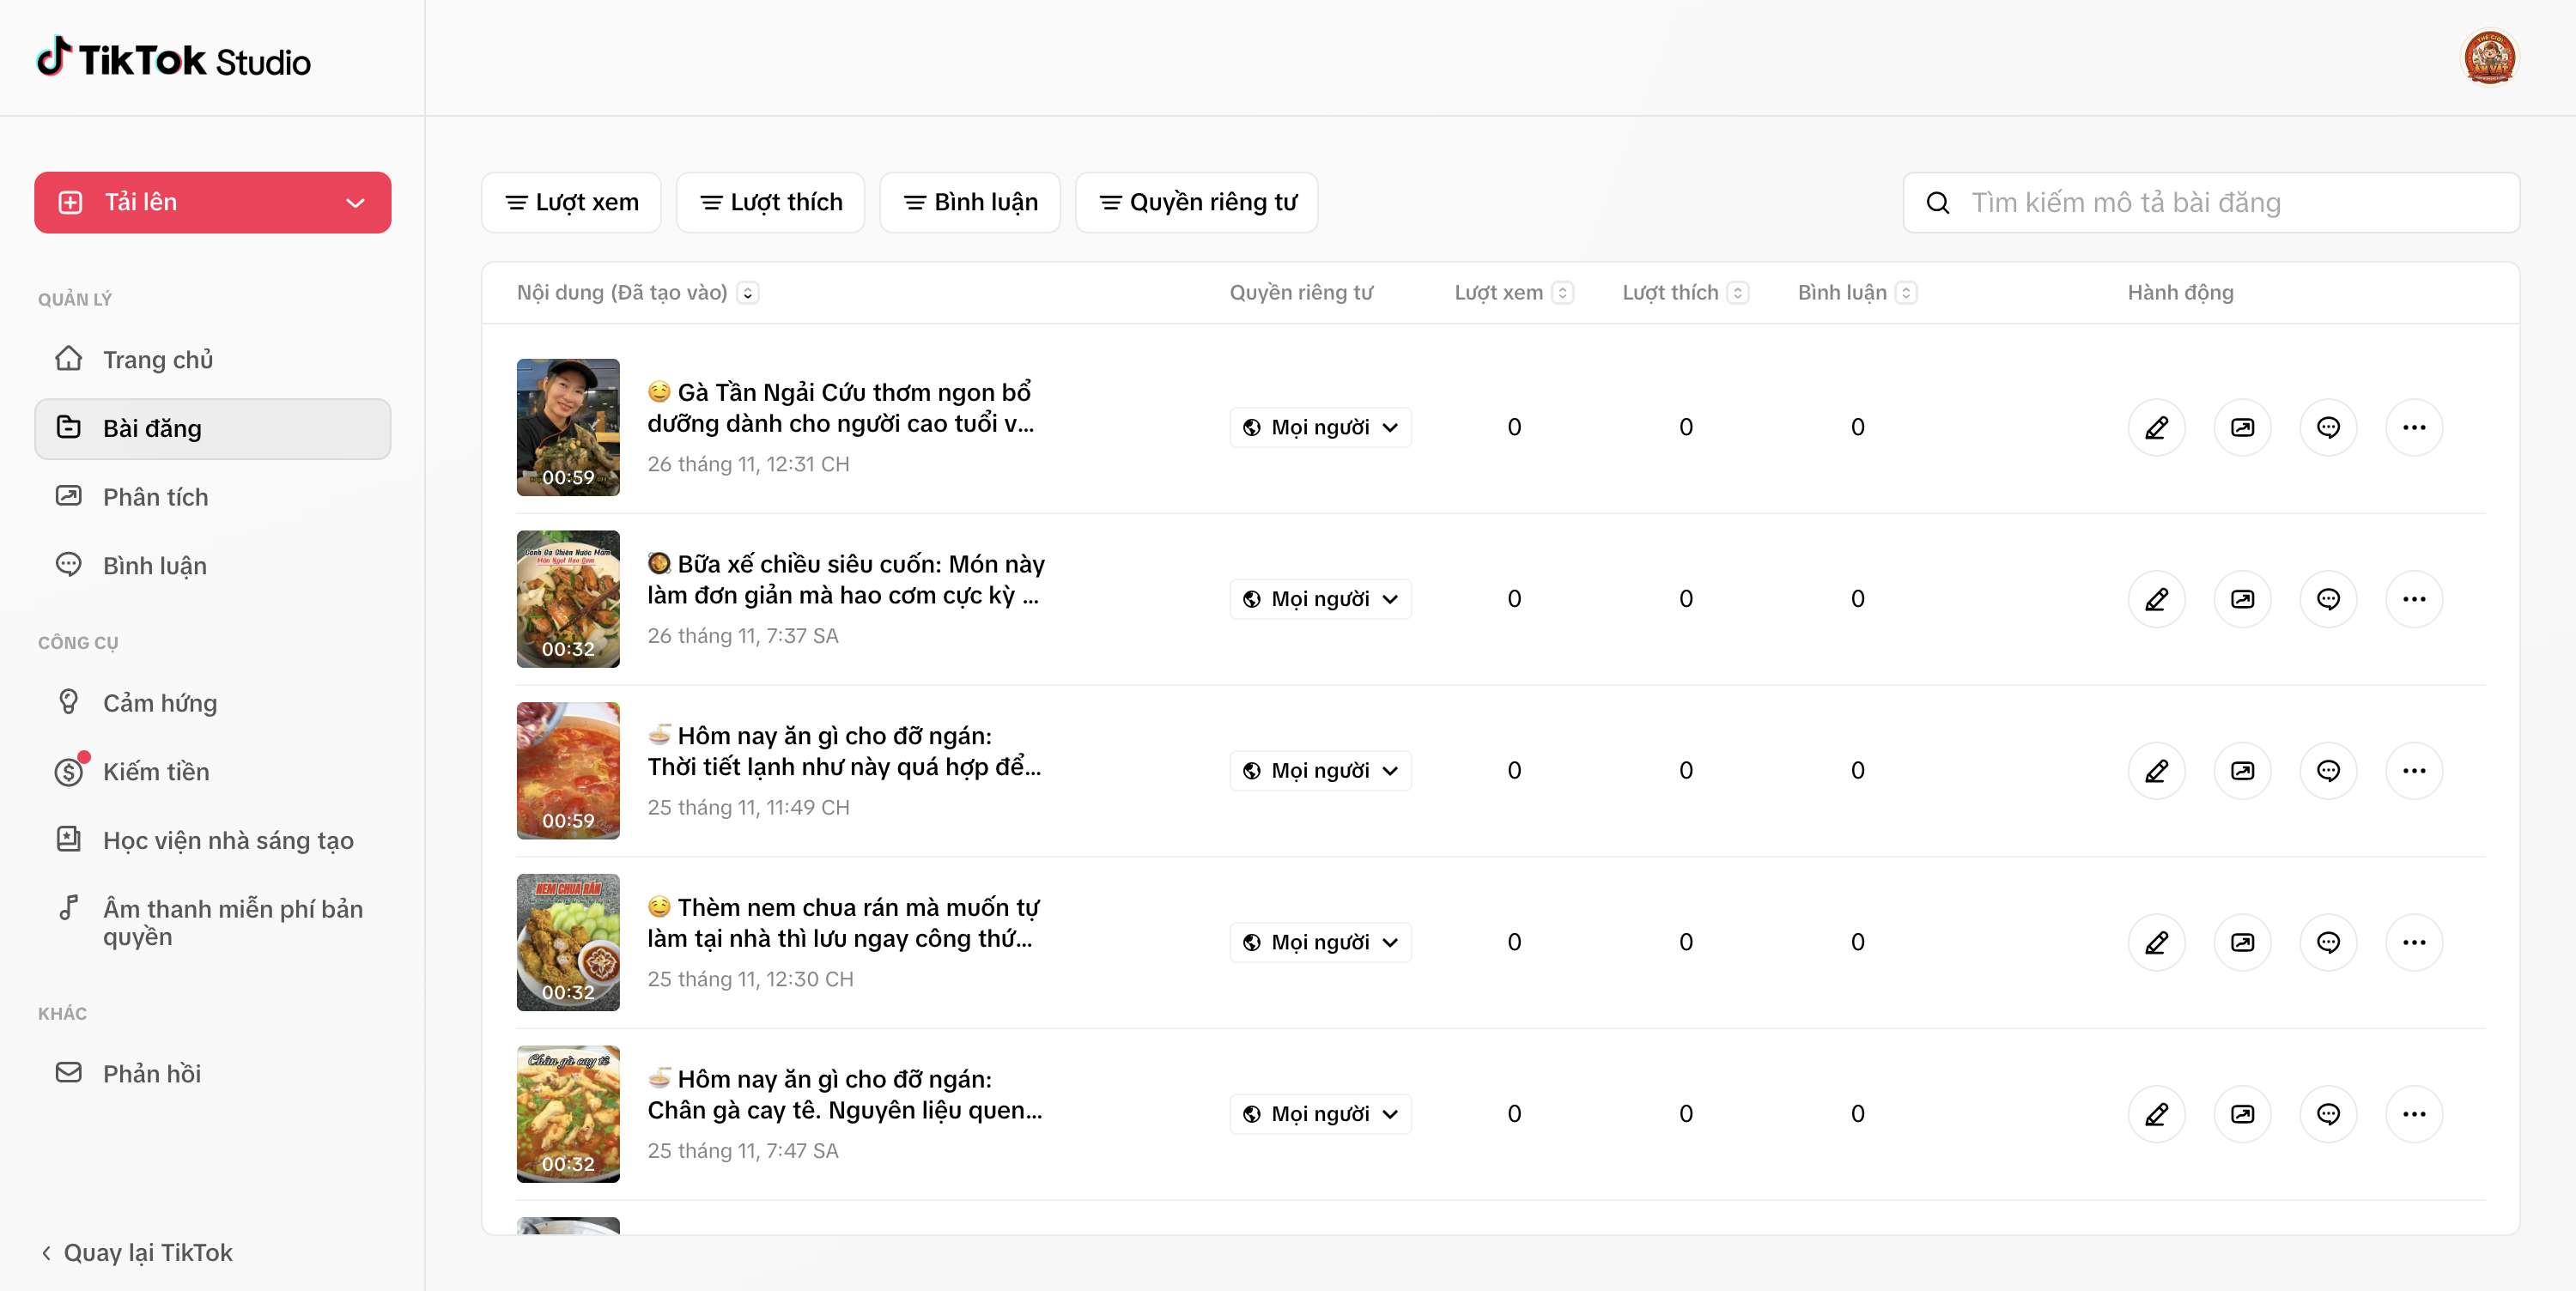 TikTok Studio
Tải lên
QUẢN LÝ
Trang chủ
Bài đăng
Phân tích
Bình luận
CÔNG CỤ
Cảm hứng
Kiếm tiền
Học viện nhà sáng tạo
Âm thanh miễn phí bản
quyền
KHÁC
Phản hồi
Quay lại TikTok
Lượt xem
Lượt thích
Bình luận
Quyền riêng tư
Tìm kiếm mô tả bài đăng
Nội dung (Đã tạo vào) Quyền riêng tư Lượt xem Lượt thích Bình luận Hành động
00:59
🤤 Gà Tần Ngải Cứu thơm ngon bổ
dưỡng dành cho người cao tuổi v...
26 tháng 11, 12:31 CH
Mọi người 0 0 0
Cánh Gà Chiên Nước Mắm
00:32
🥘 Bữa xế chiều siêu cuốn: Món này
làm đơn giản mà hao cơm cực kỳ ...
26 tháng 11, 7:37 SA
Mọi người 0 0 0
00:59
🍜 Hôm nay ăn gì cho đỡ ngán:
Thời tiết lạnh như này quá hợp để...
25 tháng 11, 11:49 CH
Mọi người 0 0 0
NEM CHUA RÁN
00:32
🤤 Thèm nem chua rán mà muốn tự
làm tại nhà thì lưu ngay công thứ...
25 tháng 11, 12:30 CH
Mọi người 0 0 0
Chân gà cay tê
00:32
🍜 Hôm nay ăn gì cho đỡ ngán:
Chân gà cay tê. Nguyên liệu quen...
25 tháng 11, 7:47 SA
Mọi người 0 0 0